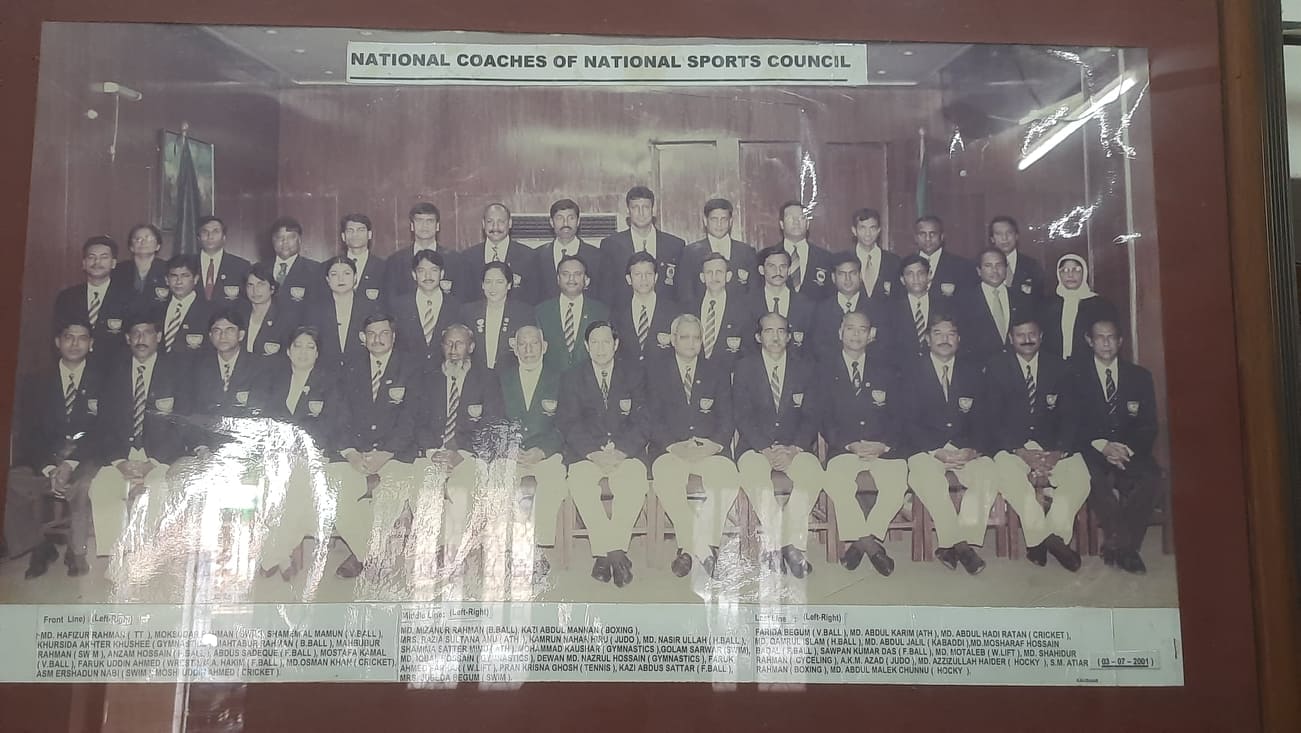 NATIONAL COACHES OF NATIONAL SPORTS COUNCIL
Front Line) (Left-Right)
MD. HAFIZUR RAHMAN ( TT ), MOKSUDAR RAHMAN (SWIM), SHAMEM AL MAMUN ( V.BALL ),
KHURSIDA AKHTER KHUSHEE ( GYMNASTICS ), MAHTABUR RAHMAN ( B.BALL ), MAHBUBUR
RAHMAN ( SWIM ), ANZAM HOSSAIN ( F.BALL ), ABDUS SADEQUE ( F.BALL ), MOSTAFA KAMAL
( V.BALL ), FARUK UDDIN AHMED ( WREST ), A. HAKIM ( F.BALL ), MD.OSMAN KHAN ( CRICKET)
ASM ERSHADUN NABI ( SWIM ), MOSHIUDDIN AHMED ( CRICKET ).
Middle Line: (Left-Right)
MD. MIZANUR RAHMAN (B.BALL), KAZI ABDUL MANNAN ( BOXING ),
MRS. RAZIA SULTANA ANU ( ATH ), KAMRUN NAHAR HIRU ( JUDO ), MD. NASIR ULLAH ( H.BALL ),
SHAMIMA SATTER MIMU ( ATH ), MOHAMMAD KAUSHAR ( GYMNASTICS ),GOLAM SARWAR (SWIM),
MD. IQBAL HOSSAIN ( GYMNASTICS ), DEWAN MD. NAZRUL HOSSAIN ( GYMNASTICS ), FARUK
AHMED ( W.LIFT ), PRAN KRISNA GHOSH ( TENNIS ), KAZI ABDUS SATTAR ( F.BALL ),
MRS. JUBEDA BEGUM ( SWIM ).
Last Line: (Left-Right)
FARIDA BEGUM ( V.BALL ), MD. ABDUL KARIM (ATH ), MD. ABDUL HADI RATAN ( CRICKET ),
MD. QAMRUL ISLAM ( H.BALL ), MD. ABDUL JALIL ( KABADDI ),MD.MOSHARAF HOSSAIN
BADAL ( F.BALL ), SAWPAN KUMAR DAS ( F.BALL ), MD. MOTALEB ( W.LIFT ), MD. SHAHIDUR
RAHMAN ( CYCELING ), A.K.M. AZAD ( JUDO ), MD. AZZIZULLAH HAIDER ( HOCKY ), S.M. ATIAR
RAHMAN ( BOXING ), MD. ABDUL MALEK CHUNNU ( HOCKY ).
( 03-07-2001 )